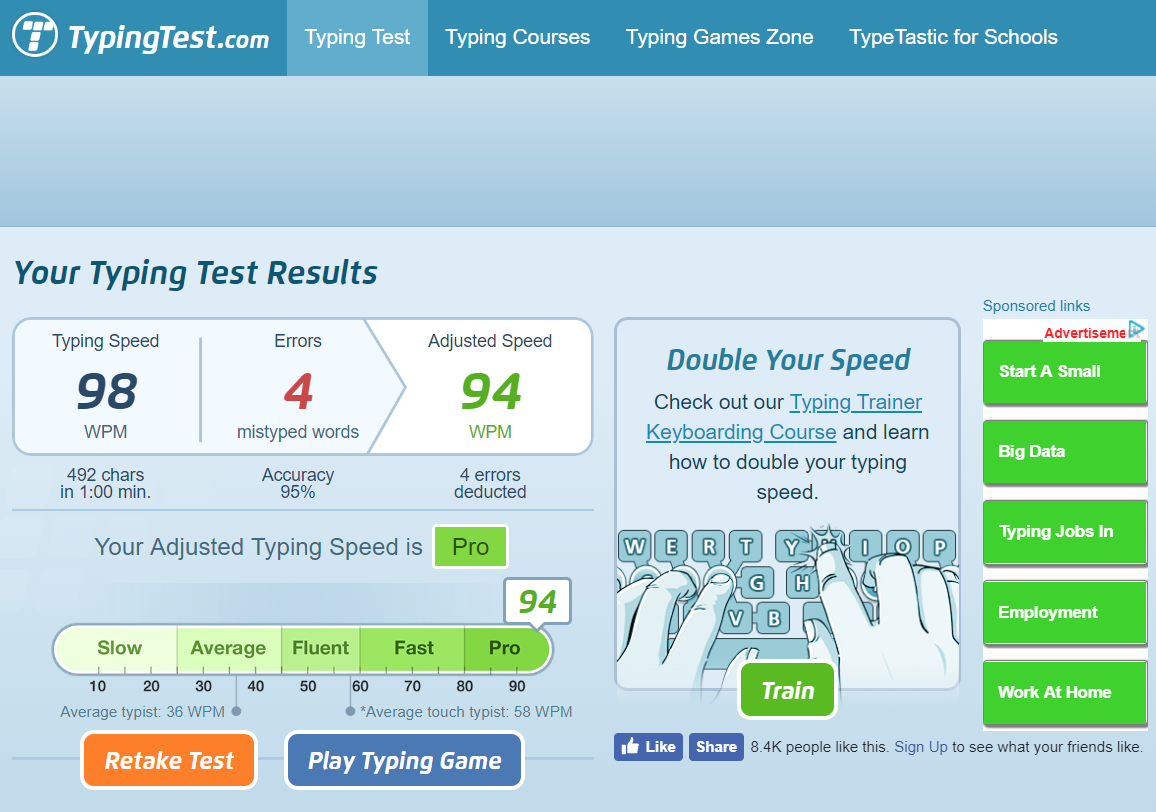 TypingTest.com
Typing Test
Typing Courses
Typing Games Zone
TypeTastic for Schools
Your Typing Test Results
Typing Speed
98
WPM
492 chars
in 1:00 min.
Errors
4
mistyped words
Accuracy
95%
Adjusted Speed
94
WPM
4 errors
deducted
Your Adjusted Typing Speed is Pro
94
Slow Average Fluent Fast Pro
10 20 30 40 50 60 70 80 90
Average typist: 36 WPM
*Average touch typist: 58 WPM
Retake Test
Play Typing Game
Double Your Speed
Check out our Typing Trainer
Keyboarding Course and learn
how to double your typing
speed.
W E R T Y I O P
G H
V B
Train
Like Share 8.4K people like this. Sign Up to see what your friends like.
Sponsored links
Advertiseme
Start A Small
Big Data
Typing Jobs In
Employment
Work At Home